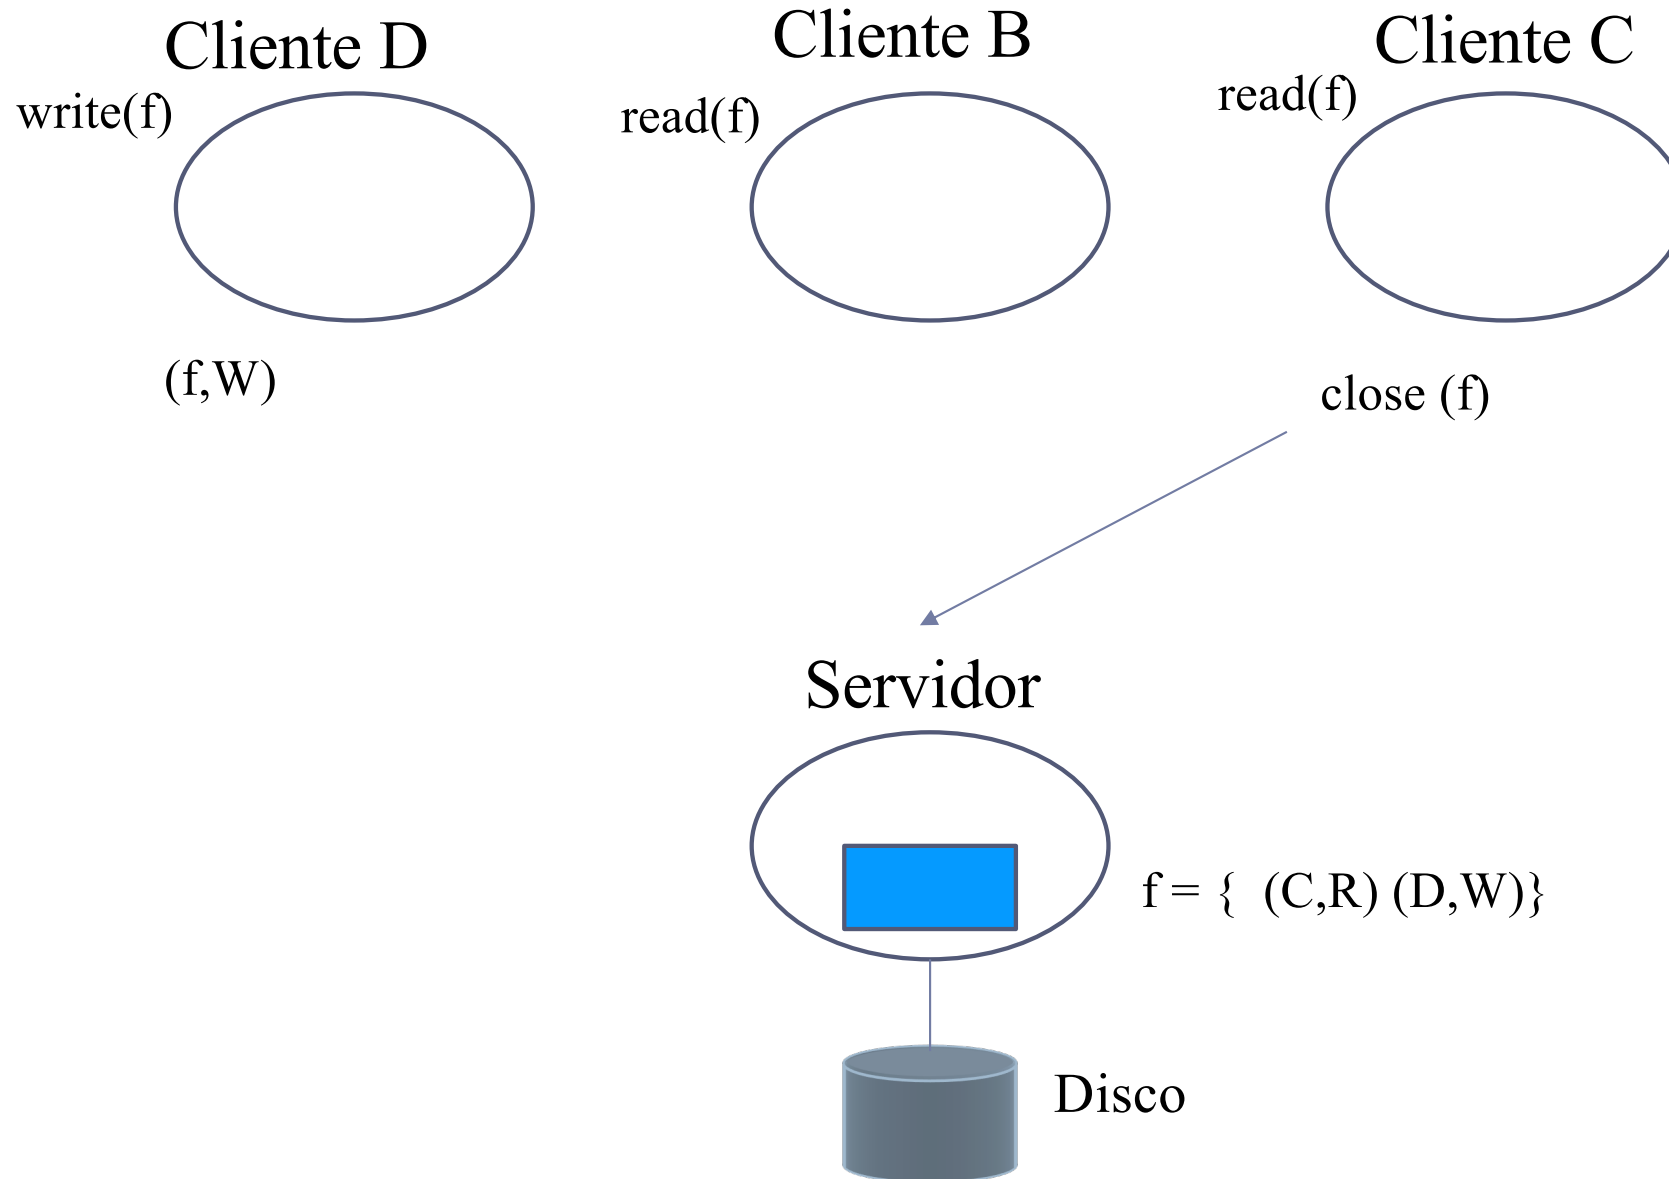 Cliente D
Cliente B
Cliente C
write(f)
read(f)
read(f)
(f,W)
close (f)
Servidor
f = { (C,R) (D,W)}
Disco